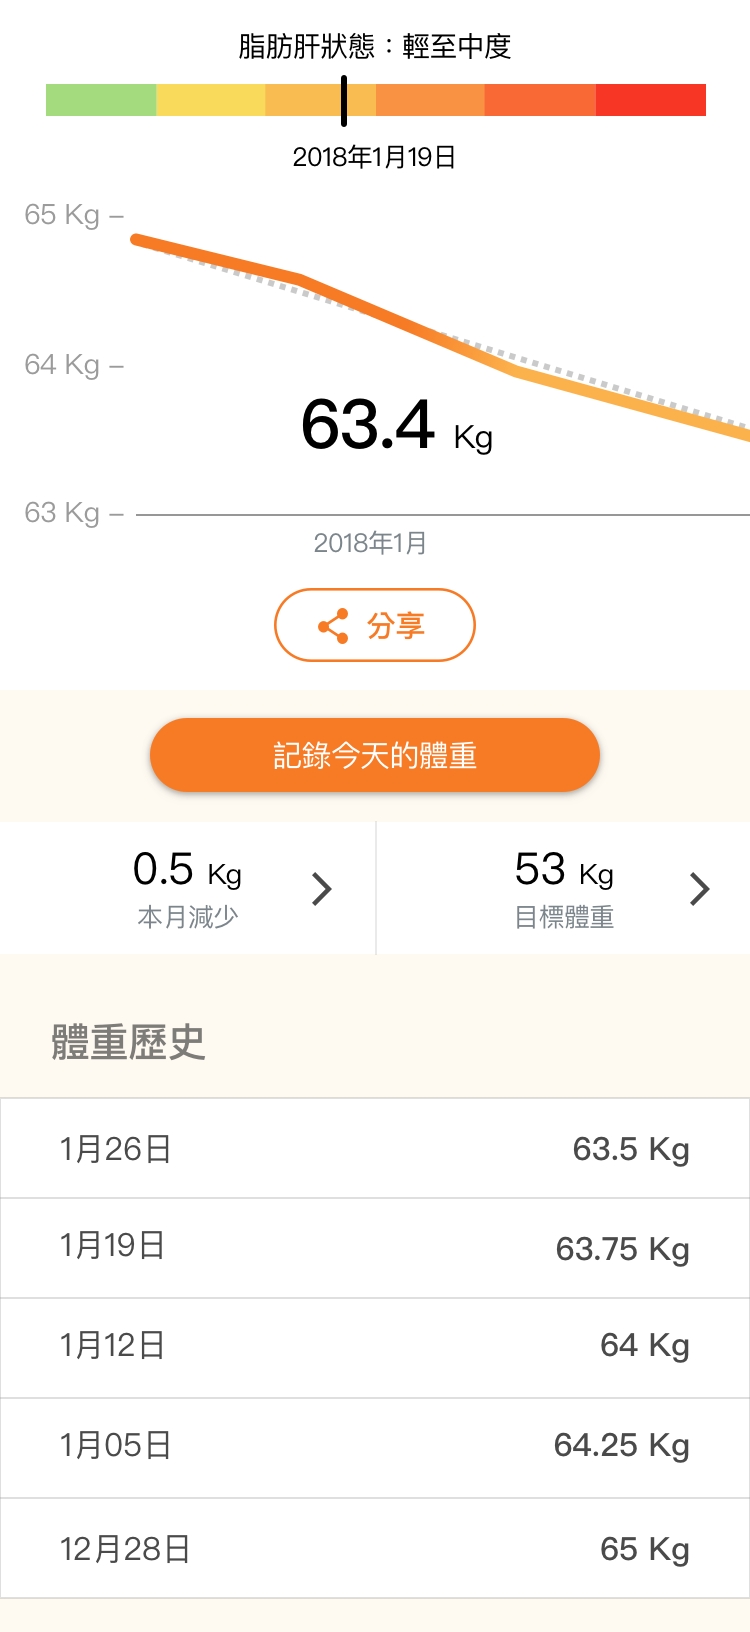 脂肪肝狀態：輕至中度
2018年1月19日
65 Kg
64 Kg
63.4 Kg
63 Kg
2018年1月
分享
記錄今天的體重
0.5 Kg
本月減少
53 Kg
目標體重
體重歷史
1月26日 63.5 Kg
1月19日 63.75 Kg
1月12日 64 Kg
1月05日 64.25 Kg
12月28日 65 Kg